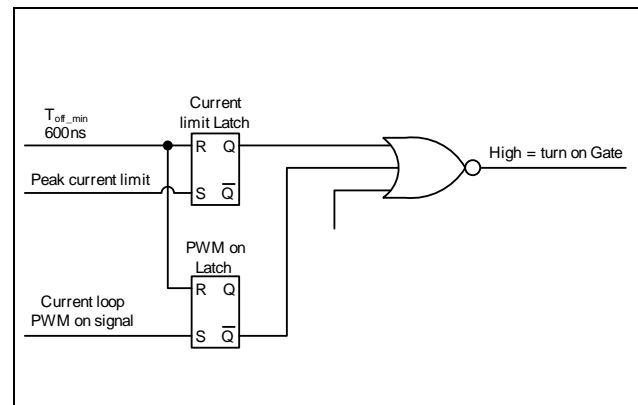 T_off_min
600ns
Current
limit Latch
R Q
Peak current limit
S Q̅
High = turn on Gate
PWM on
Latch
R Q
Current loop
PWM on signal
S Q̅